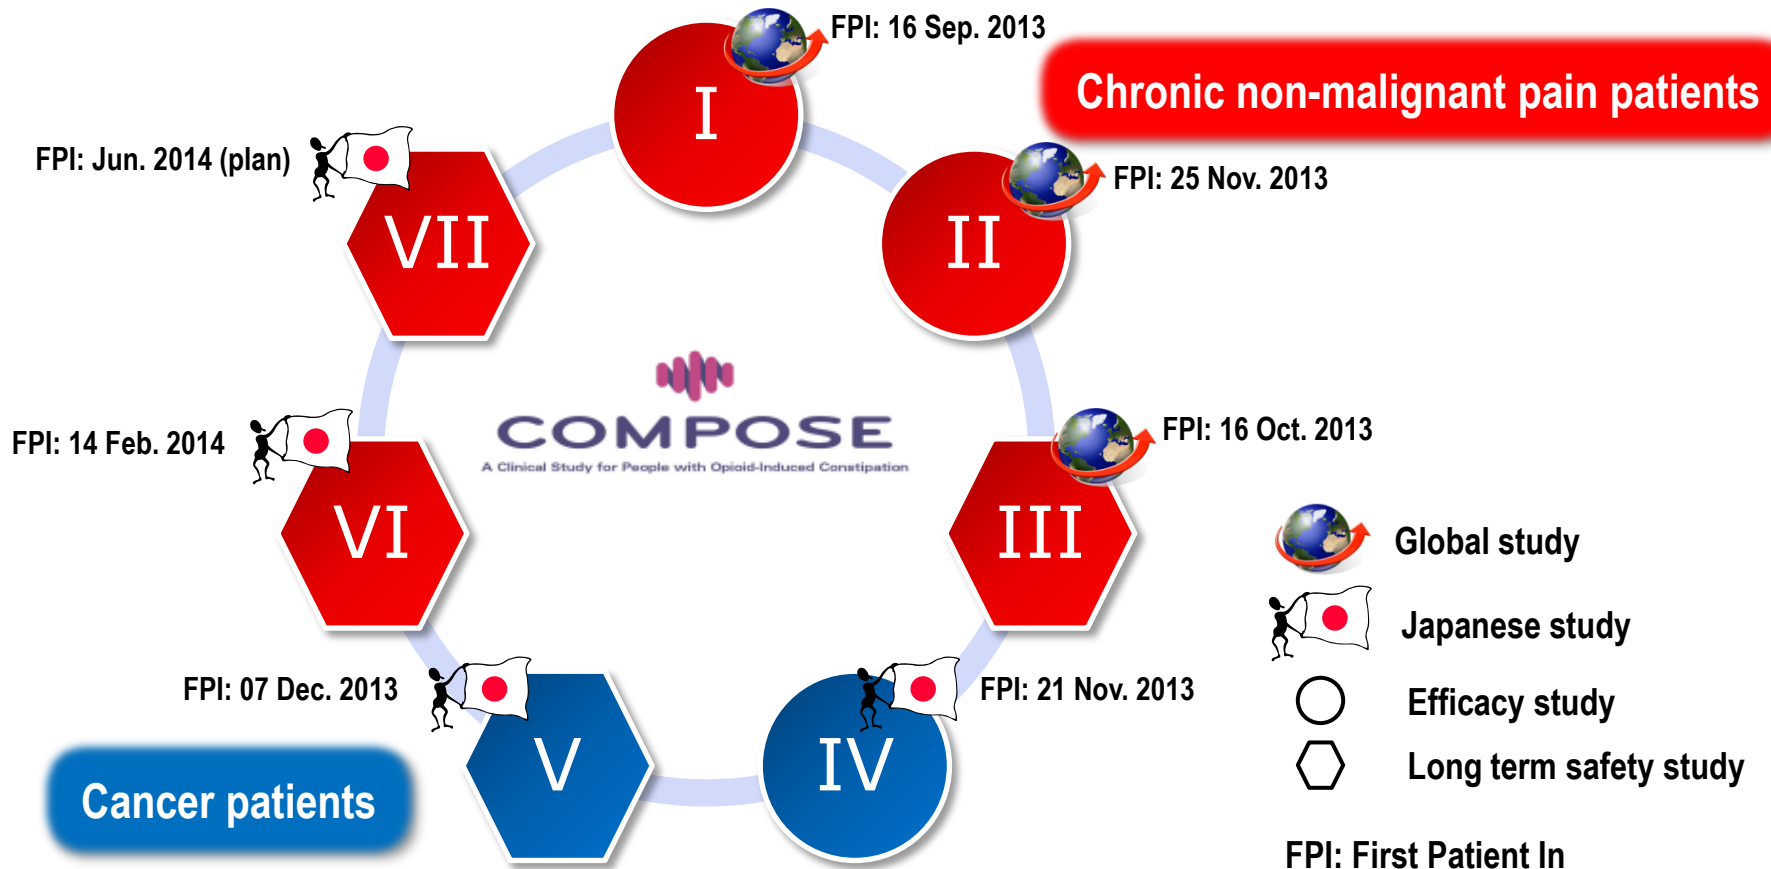 FPI: 16 Sep. 2013
I
Chronic non-malignant pain patients
FPI: Jun. 2014 (plan)
FPI: 25 Nov. 2013
VII
II
COMPOSE
A Clinical Study for People with Opioid-Induced Constipation
FPI: 14 Feb. 2014
FPI: 16 Oct. 2013
VI
III
Global study
Japanese study
FPI: 07 Dec. 2013
FPI: 21 Nov. 2013
Efficacy study
V
IV
Long term safety study
Cancer patients
FPI: First Patient In